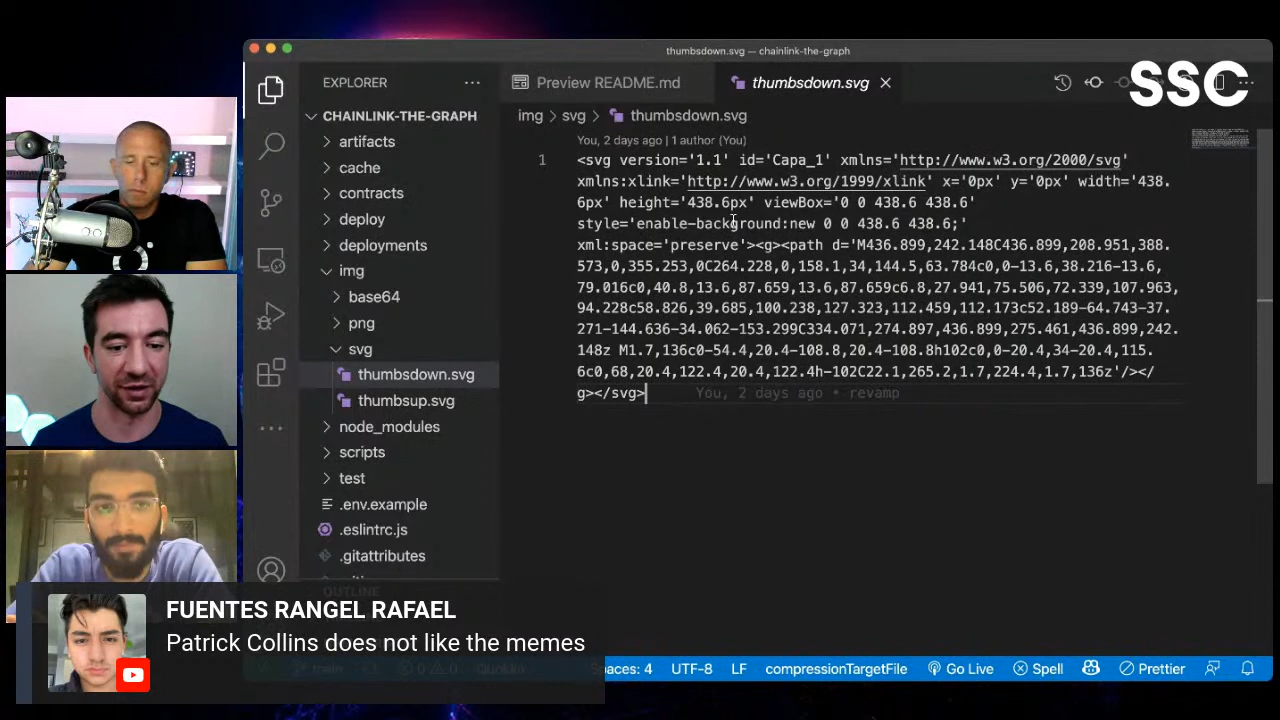 thumbsdown.svg — chainlink-the-graph
SSC
EXPLORER
Preview README.md
thumbsdown.svg
CHAINLINK-THE-GRAPH
artifacts
cache
contracts
deploy
deployments
img
base64
png
svg
thumbsdown.svg
thumbsup.svg
node_modules
scripts
test
.env.example
.eslintrc.js
.gitattributes
OUTLINE
img > svg > thumbsdown.svg
You, 2 days ago | 1 author (You)
1 <svg version='1.1' id='Capa_1' xmlns='http://www.w3.org/2000/svg'
xmlns:xlink='http://www.w3.org/1999/xlink' x='0px' y='0px' width='438.
6px' height='438.6px' viewBox='0 0 438.6 438.6'
style='enable-background:new 0 0 438.6 438.6;'
xml:space='preserve'><g><path d='M436.899,242.148C436.899,208.951,388.
573,0,355.253,0C264.228,0,158.1,34,144.5,63.784c0,0-13.6,38.216-13.6,
79.016c0,40.8,13.6,87.659,13.6,87.659c6.8,27.941,75.506,72.339,107.963,
94.228c58.826,39.685,100.238,127.323,112.459,112.173c52.189-64.743-37.
271-144.636-34.062-153.299C334.071,274.897,436.899,275.461,436.899,242.
148z M1.7,136c0-54.4,20.4-108.8,20.4-108.8h102c0,0-20.4,34-20.4,115.
6c0,68,20.4,122.4,20.4,122.4h-102C22.1,265.2,1.7,224.4,1.7,136z'/></
g></svg> You, 2 days ago • revamp
FUENTES RANGEL RAFAEL
Patrick Collins does not like the memes
Spaces: 4 UTF-8 LF compressionTargetFile Go Live Spell Prettier